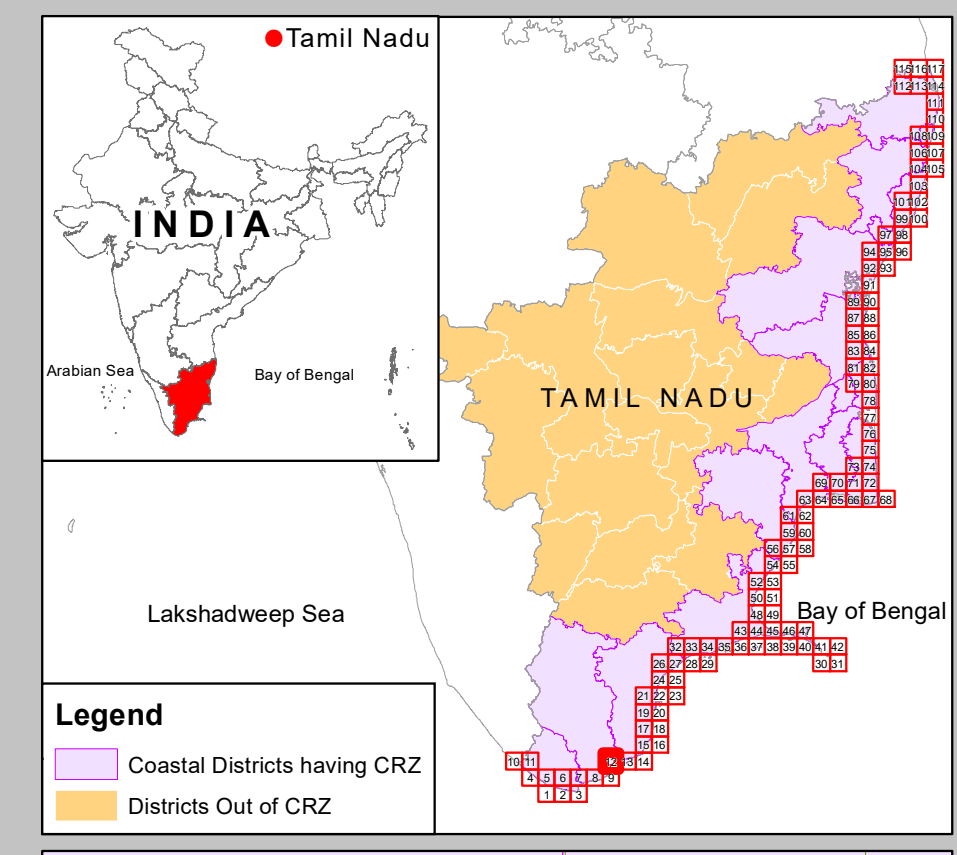 Tamil Nadu
INDIA
Arabian Sea
Bay of Bengal
115 116 117
112 113 114
111
110
108 109
106 107
104 105
103
101 102
99 100
97 98
94 95 96
92 93
91
89 90
87 88
85 86
83 84
81 82
TAMIL NADU
79 80
78
77
76
75
73 74
69 70 71 72
63 64 65 66 67 68
61 62
59 60
56 57 58
54 55
52 53
50 51
48 49
Lakshadweep Sea
Bay of Bengal
43 44 45 46 47
32 33 34 35 36 37 38 39 40 41 42
26 27 28 29 30 31
24 25
21 22 23
19 20
17 18
15 16
10 11 12 13 14
4 5 6 7 8 9
1 2 3
Legend
Coastal Districts having CRZ
Districts Out of CRZ